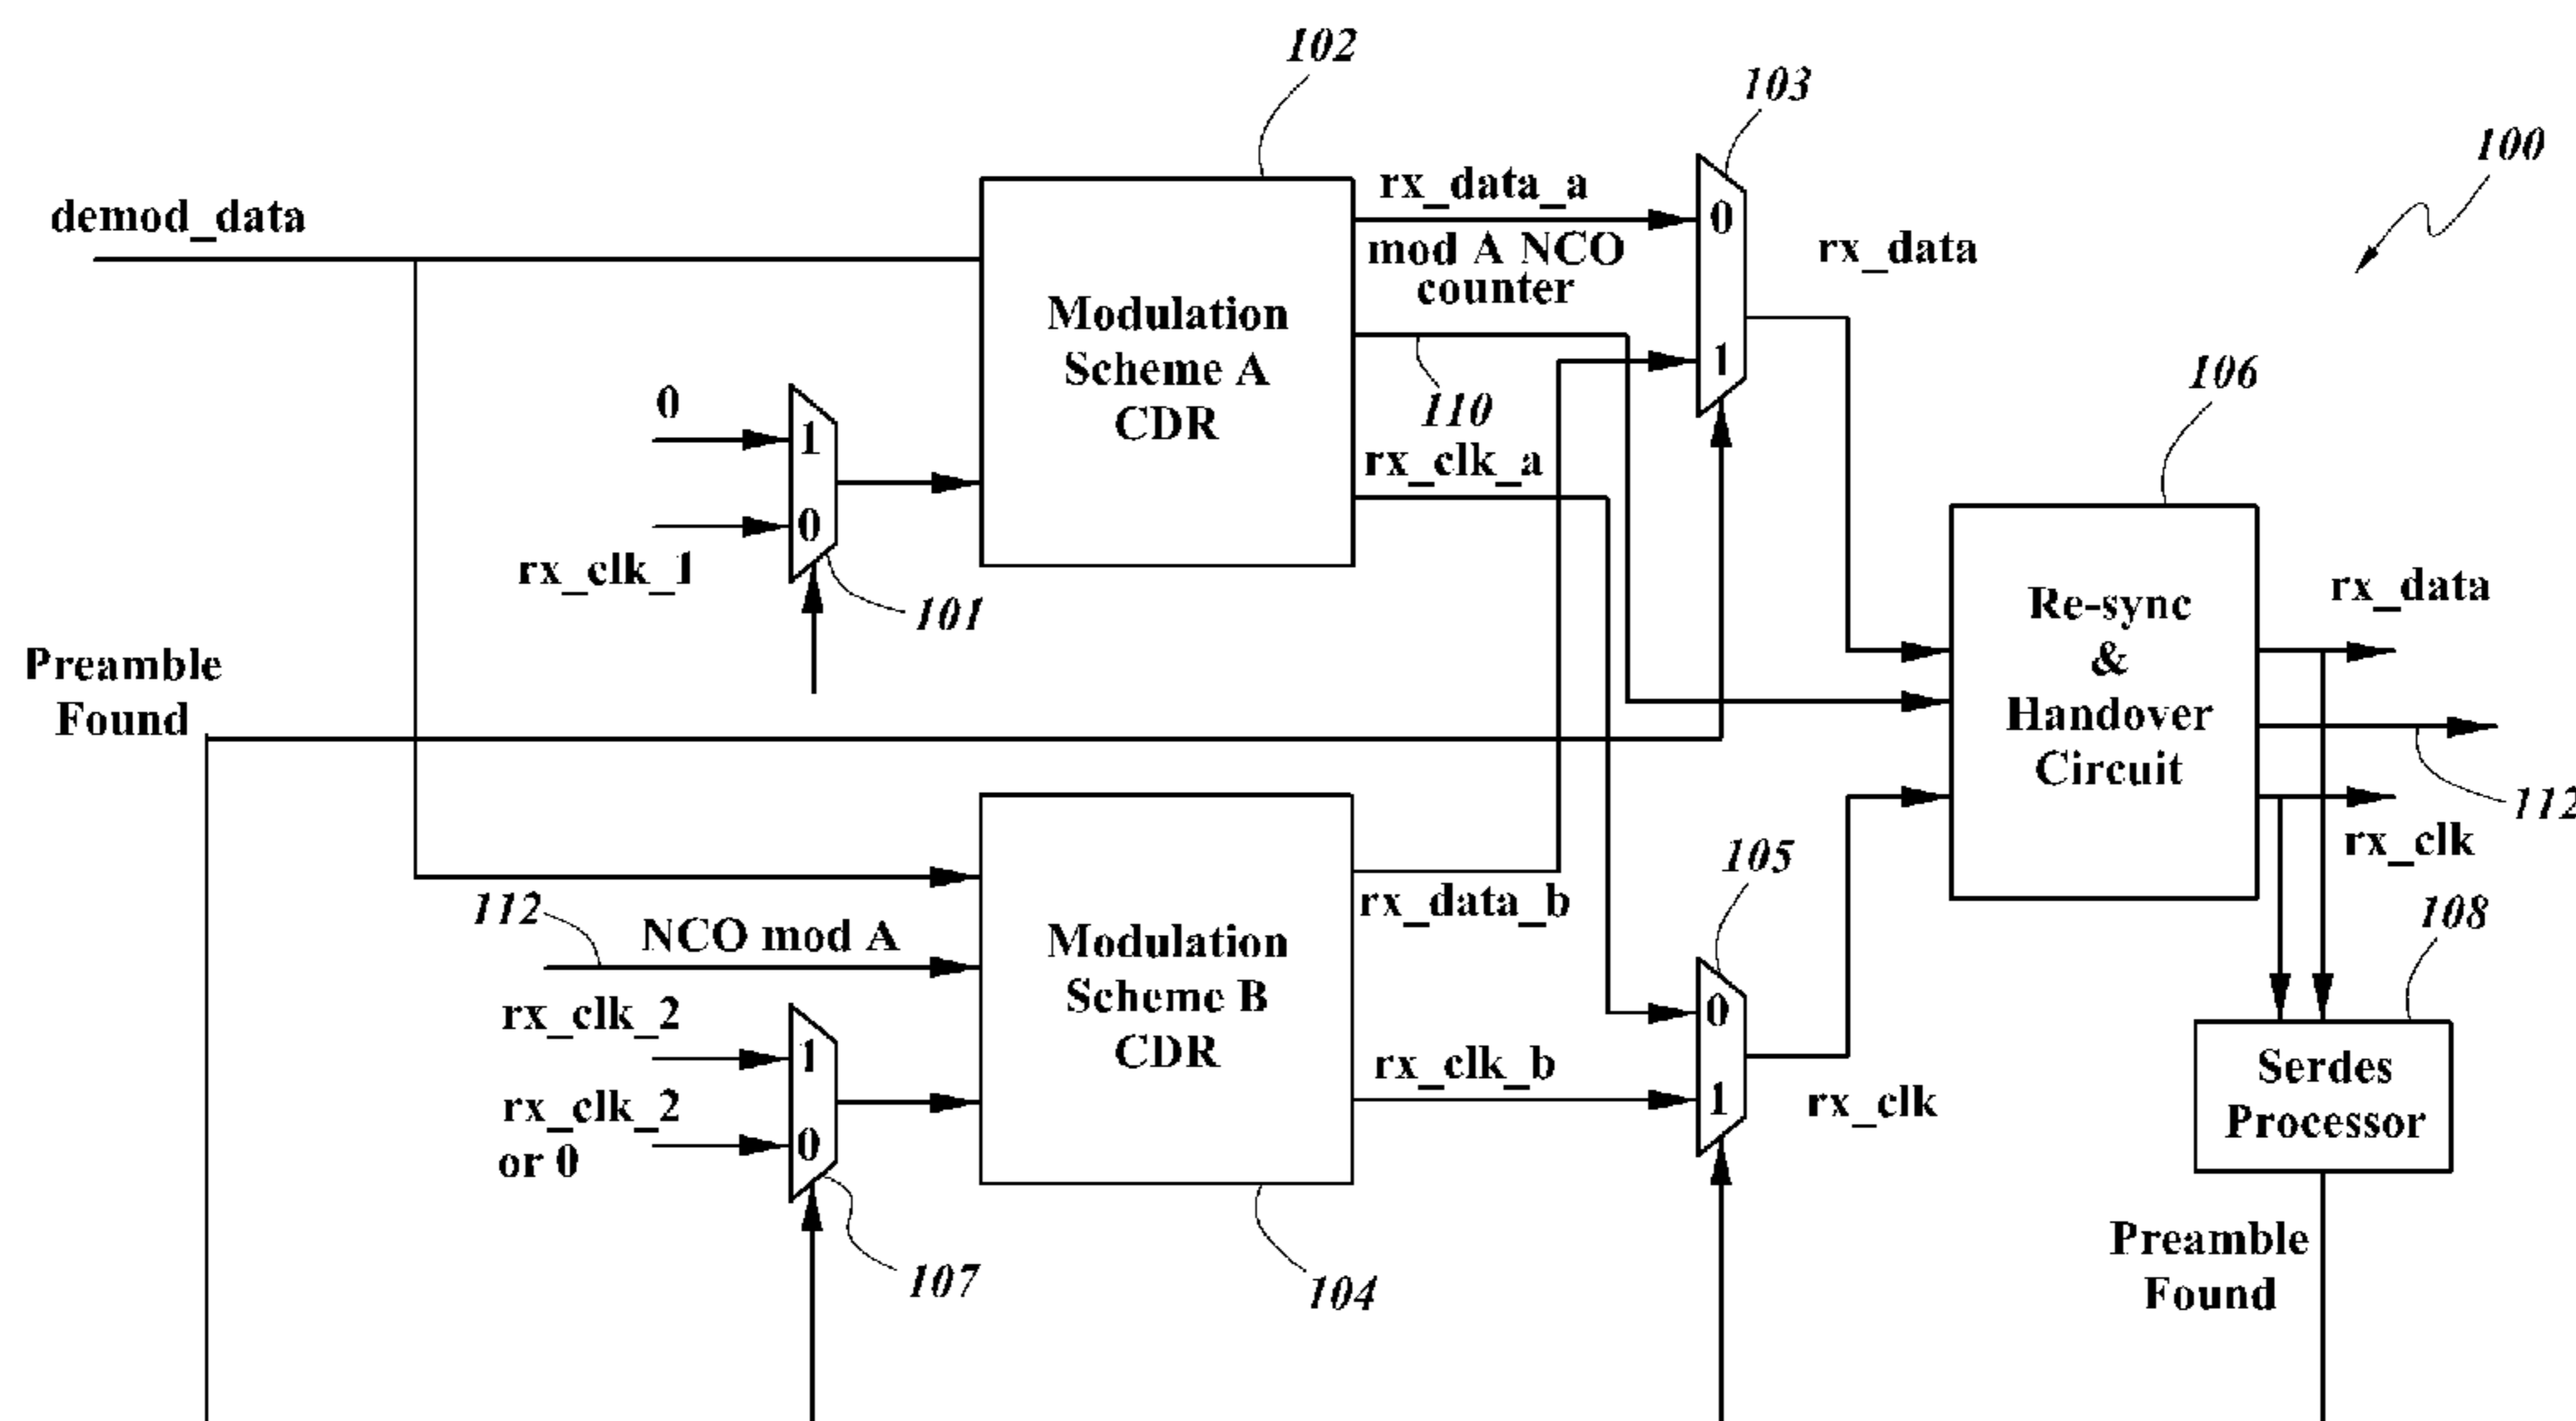 102
103
100
demod_data
rx_data_a
0
mod A NCO
counter
rx_data
Modulation
Scheme A
CDR
1
110
106
0
1
rx_clk_a
0
rx_clk_1
101
Re-sync
&
Handover
Circuit
rx_data
Preamble
Found
112
rx_clk
112
NCO mod A
rx_data_b
105
108
Modulation
Scheme B
CDR
rx_clk_2
1
rx_clk_2
or 0
0
0
rx_clk_b
1
rx_clk
Serdes
Processor
107
104
Preamble
Found